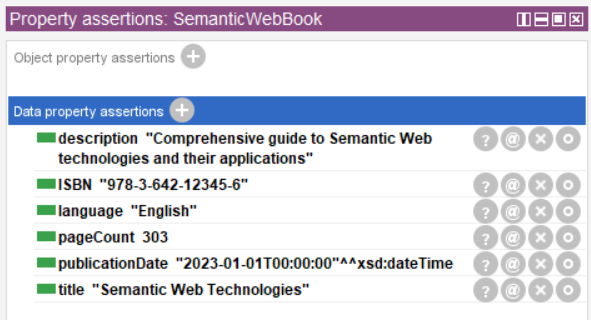 Property assertions: SemanticWebBook
Object property assertions
Data property assertions
description "Comprehensive guide to Semantic Web
technologies and their applications"
ISBN "978-3-642-12345-6"
language "English"
pageCount 303
publicationDate "2023-01-01T00:00:00"^^xsd:dateTime
title "Semantic Web Technologies"